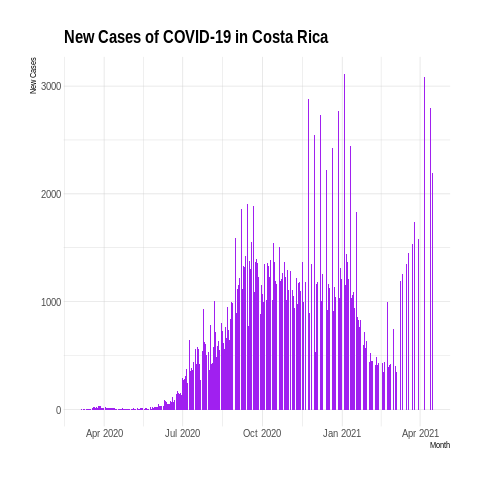 New Cases of COVID-19 in Costa Rica
New Cases
3000
2000
1000
0
Apr 2020 Jul 2020 Oct 2020 Jan 2021 Apr 2021
Month